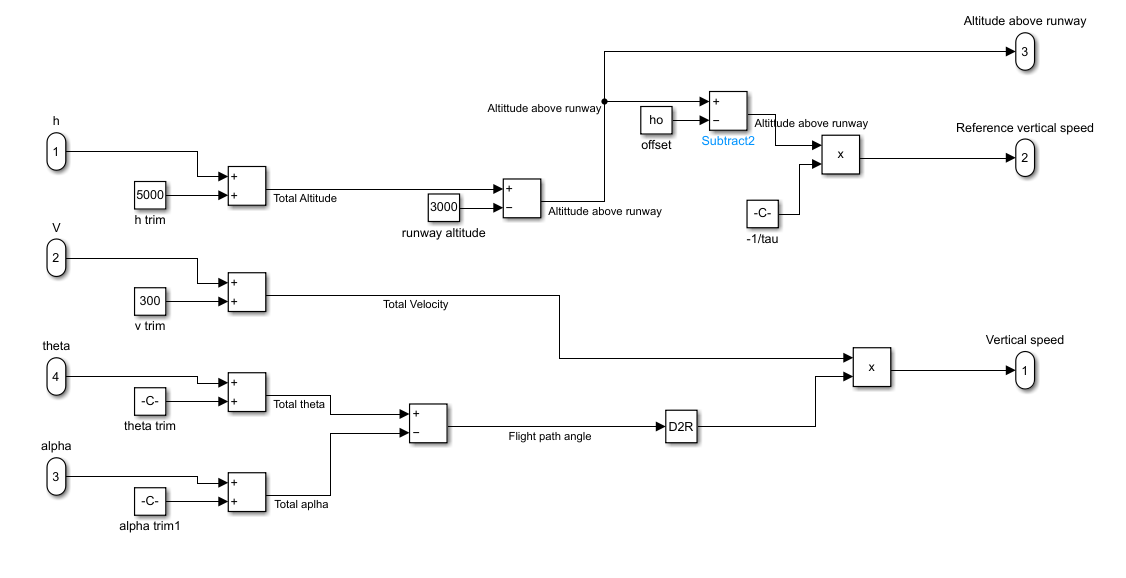 Altitude above runway
3
Altittude above runway
+
−
ho
offset
Subtract2
Altittude above runway
Reference vertical speed
2
x
h
1
+
+
5000
h trim
Total Altitude
+
−
3000
runway altitude
Altittude above runway
-C-
-1/tau
V
2
+
+
300
v trim
Total Velocity
Vertical speed
1
x
theta
4
+
+
-C-
theta trim
Total theta
+
−
Flight path angle
D2R
alpha
3
+
+
-C-
alpha trim1
Total aplha